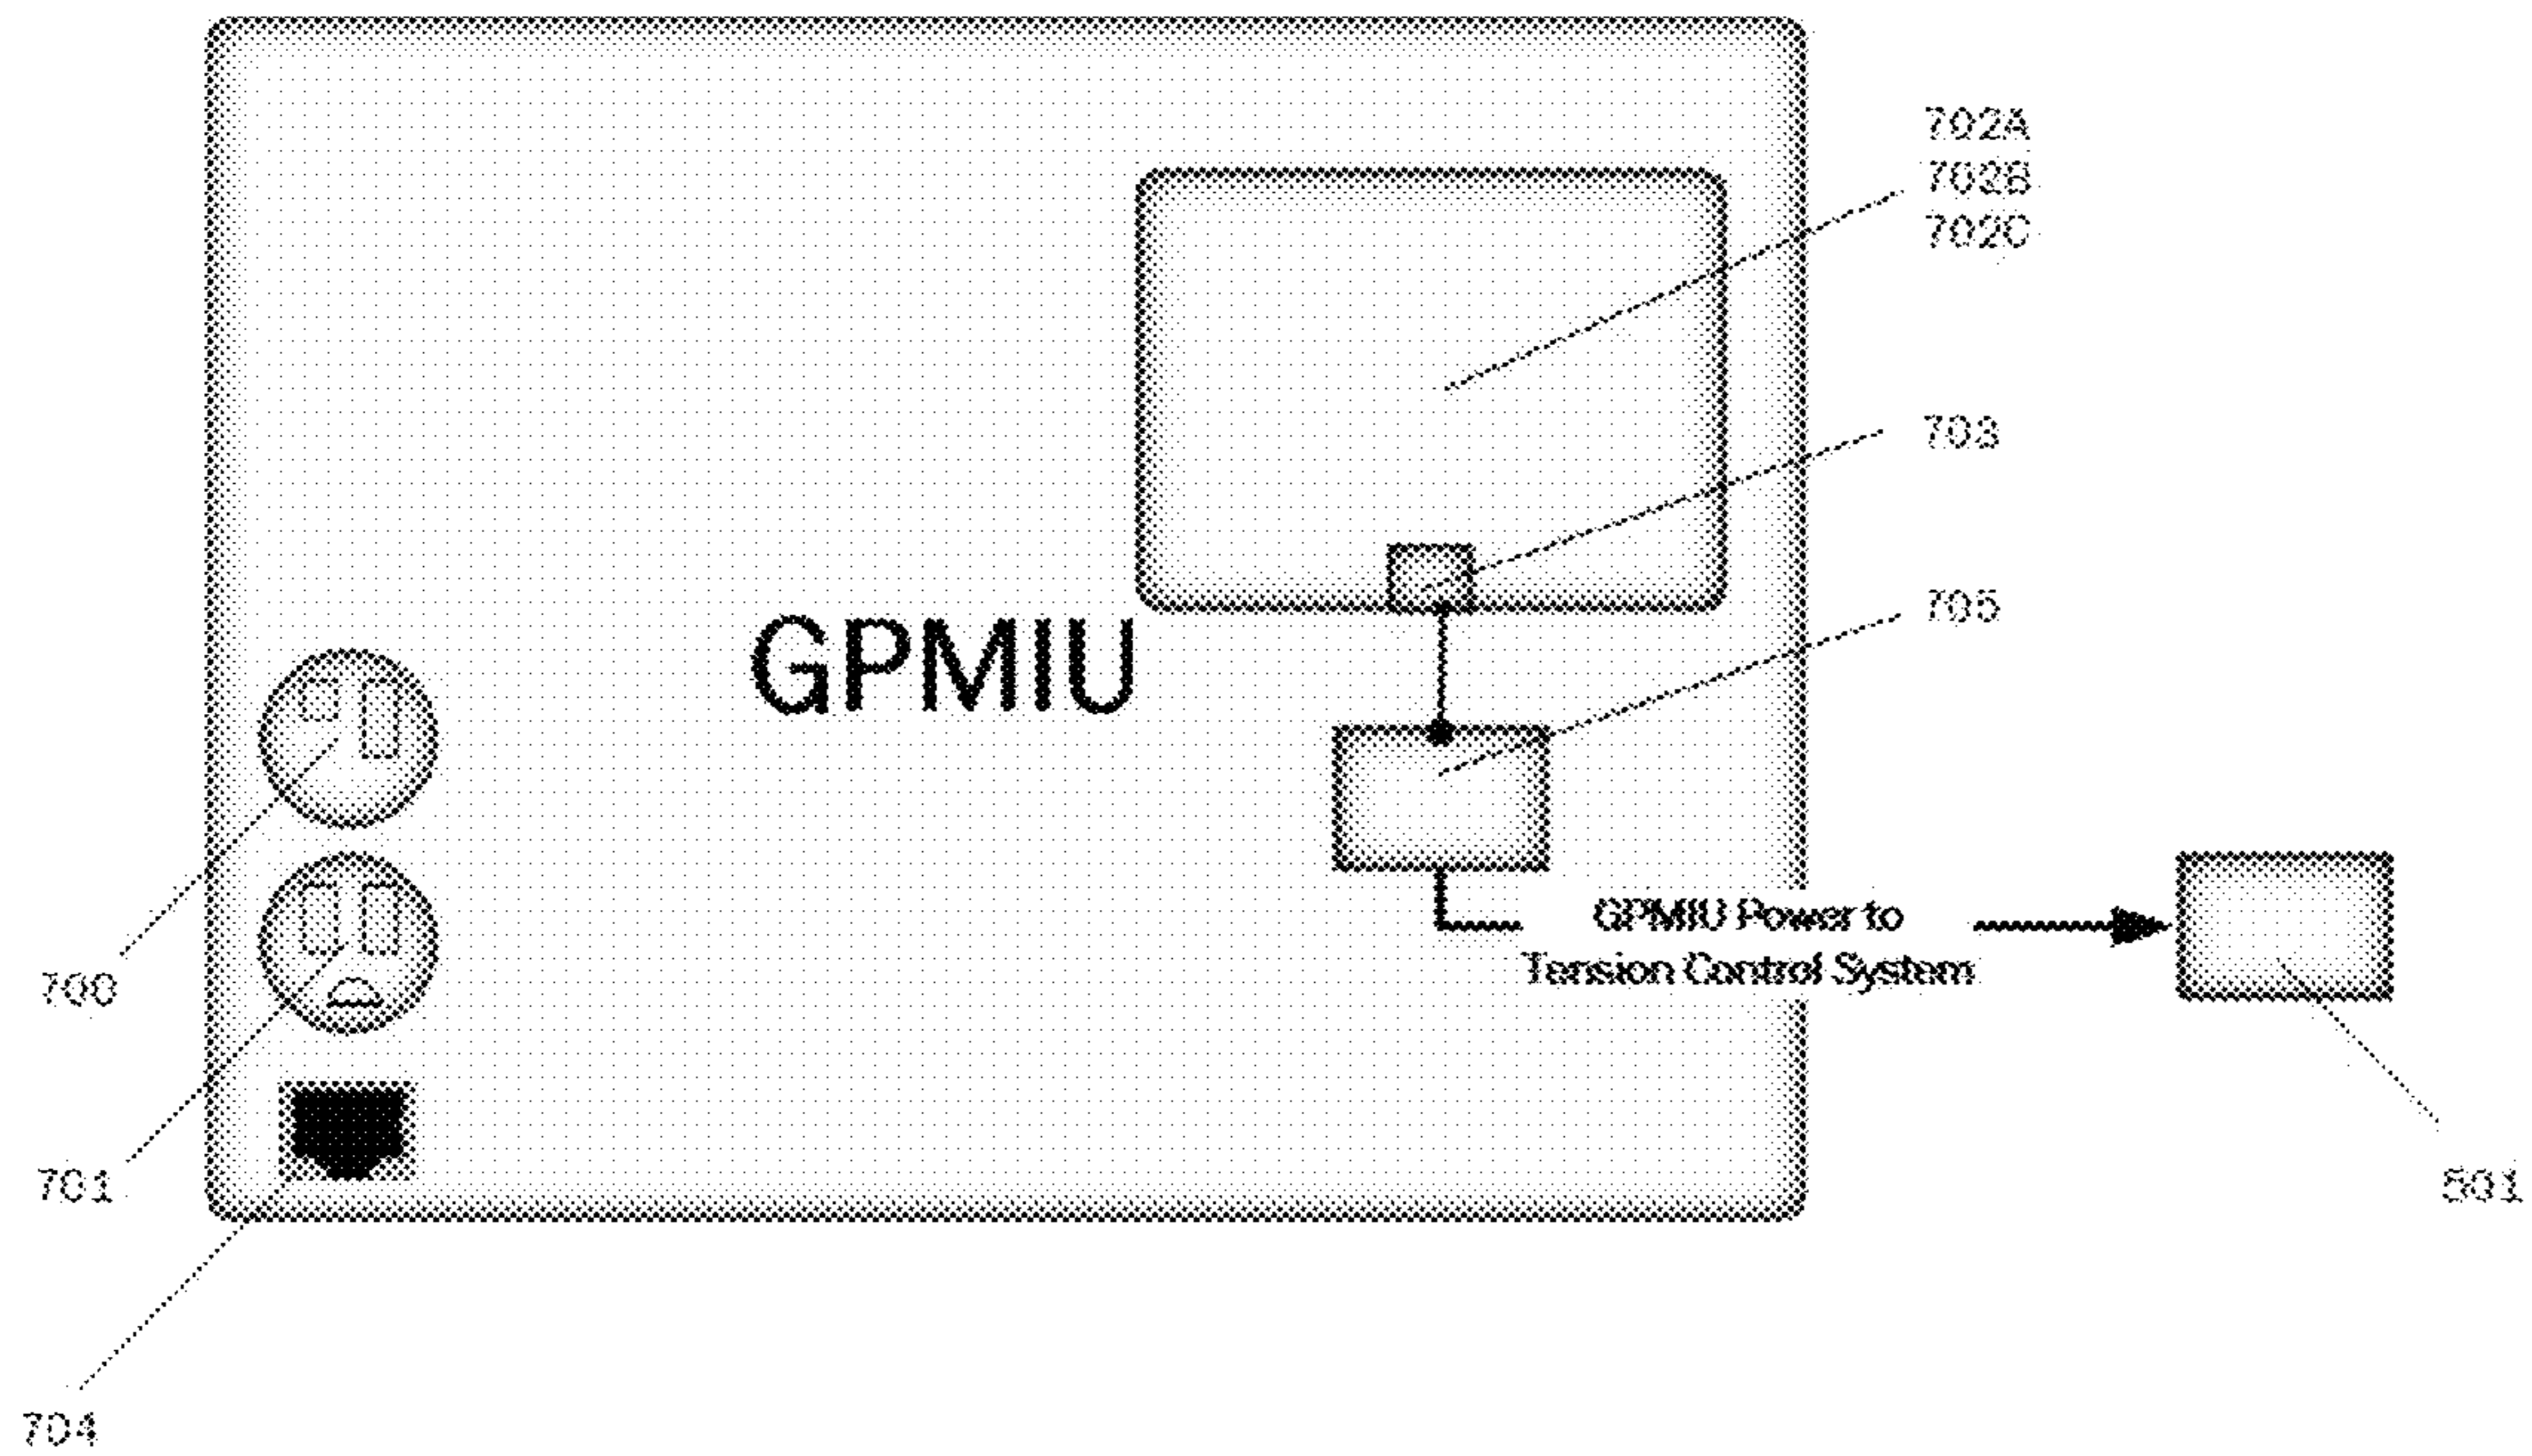 702A
702B
702C
703
705
GPMIU
GPMIU Power to
Tension Control System
700
701
501
704